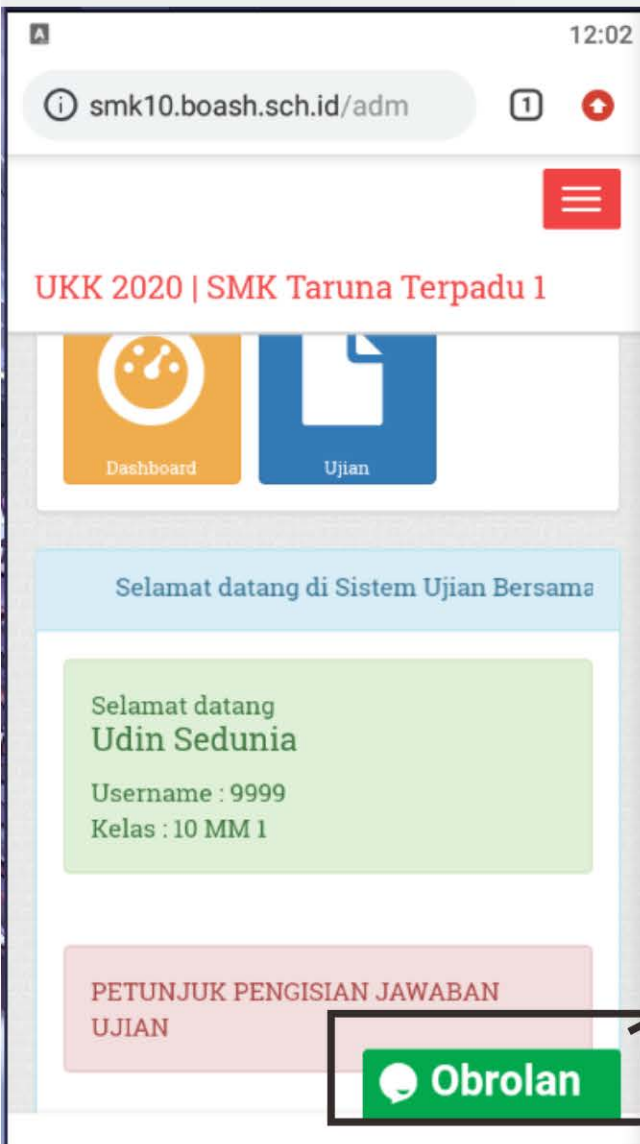 A
12:02
smk10.boash.sch.id/adm
1
UKK 2020 | SMK Taruna Terpadu 1
Dashboard
Ujian
Selamat datang di Sistem Ujian Bersama
Selamat datang
Udin Sedunia
Username : 9999
Kelas : 10 MM 1
PETUNJUK PENGISIAN JAWABAN
UJIAN
Obrolan